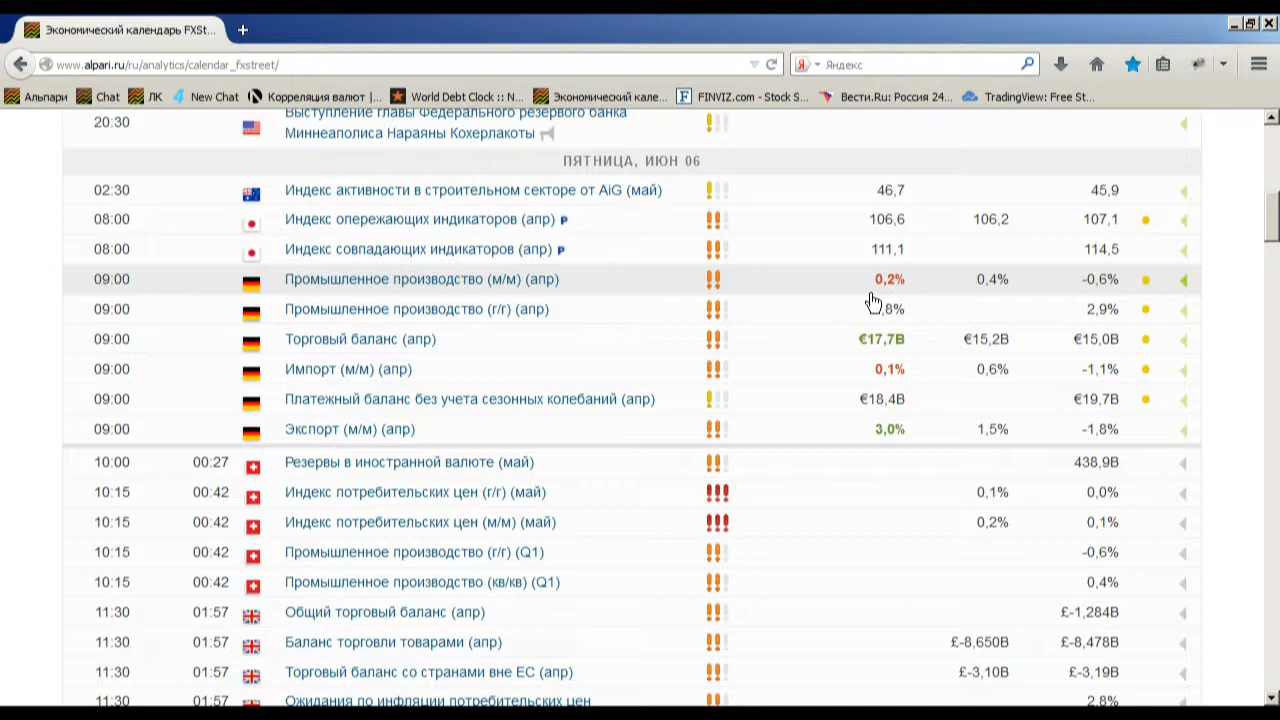 Экономический календарь FXSt...
www.alpari.ru/ru/analytics/calendar_fxstreet/
Яндекс
Альпари Chat ЛК New Chat Корреляция валют |... World Debt Clock :: N... Экономический кале... FINVIZ.com - Stock S... Вести.Ru: Россия 24... TradingView: Free St...
20:30 Выступление главы Федерального резервного банка
Миннеаполиса Нараяны Кохерлакоты
ПЯТНИЦА, ИЮН 06
02:30 Индекс активности в строительном секторе от AiG (май) 46,7 45,9
08:00 Индекс опережающих индикаторов (апр) P 106,6 106,2 107,1
08:00 Индекс совпадающих индикаторов (апр) P 111,1 114,5
09:00 Промышленное производство (м/м) (апр) 0,2% 0,4% -0,6%
09:00 Промышленное производство (г/г) (апр) ,8% 2,9%
09:00 Торговый баланс (апр) €17,7B €15,2B €15,0B
09:00 Импорт (м/м) (апр) 0,1% 0,6% -1,1%
09:00 Платежный баланс без учета сезонных колебаний (апр) €18,4B €19,7B
09:00 Экспорт (м/м) (апр) 3,0% 1,5% -1,8%
10:00 00:27 Резервы в иностранной валюте (май) 438,9B
10:15 00:42 Индекс потребительских цен (г/г) (май) 0,1% 0,0%
10:15 00:42 Индекс потребительских цен (м/м) (май) 0,2% 0,1%
10:15 00:42 Промышленное производство (г/г) (Q1) -0,6%
10:15 00:42 Промышленное производство (кв/кв) (Q1) 0,4%
11:30 01:57 Общий торговый баланс (апр) £-1,284B
11:30 01:57 Баланс торговли товарами (апр) £-8,650B £-8,478B
11:30 01:57 Торговый баланс со странами вне ЕС (апр) £-3,10B £-3,19B
11:30 01:57 Ожидания по инфляции потребительских цен 2,8%